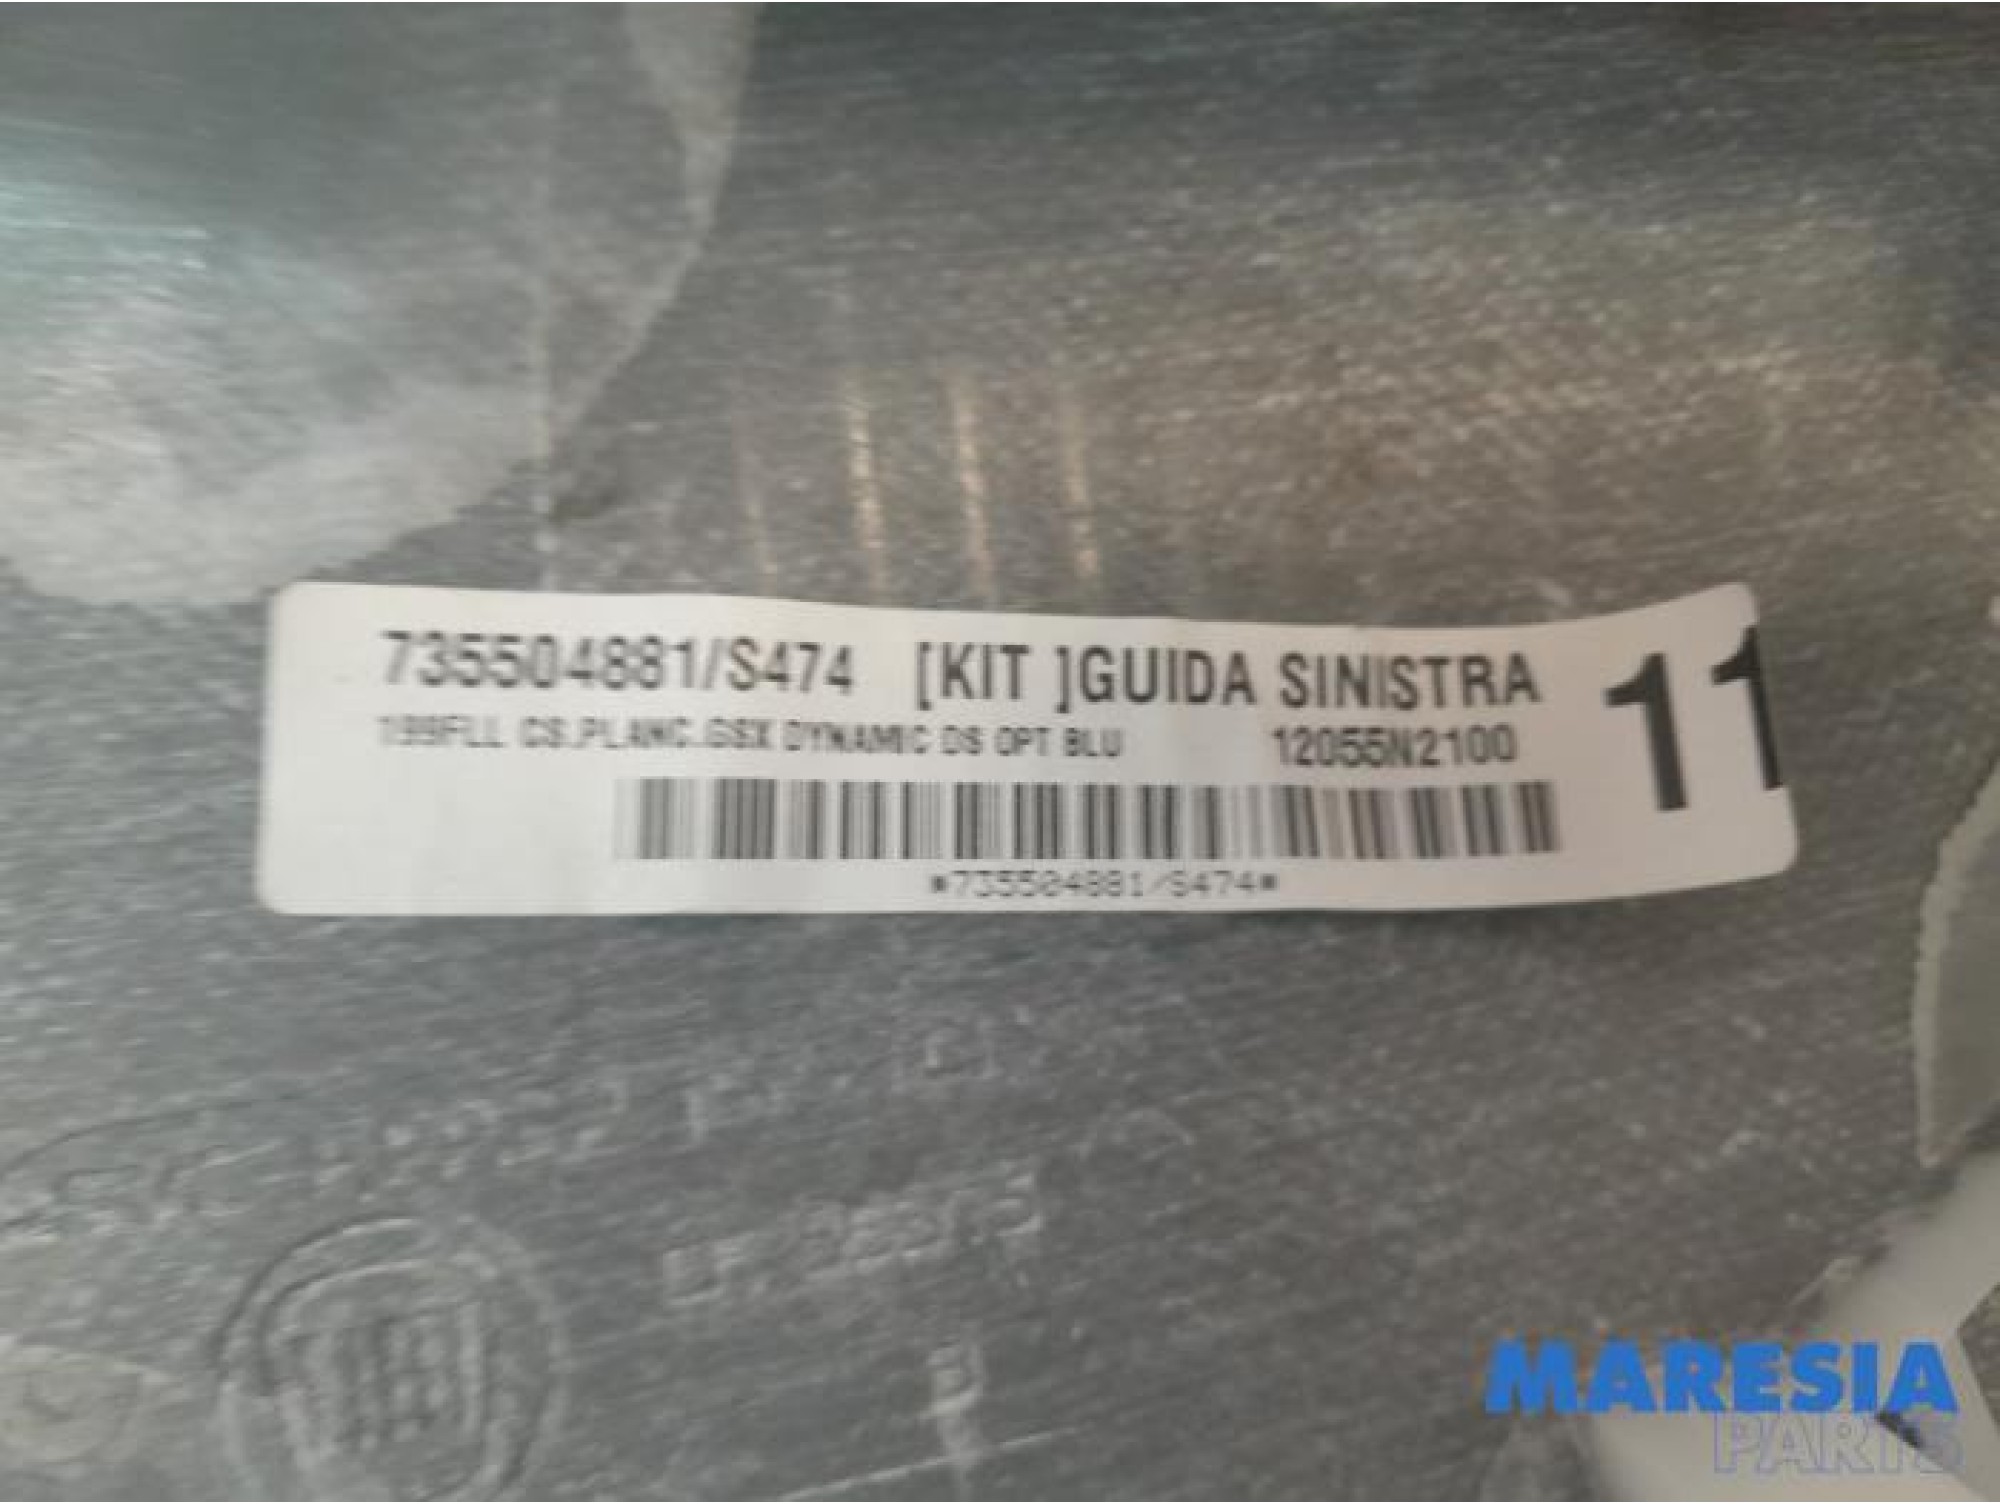 735504881/S474 [KIT ]GUIDA SINISTRA 11
199FLL CS.PLANC.GSX DYNAMIC DS OPT BLU 12055N2100
*735504881/S474*
MARESIA
PARTS